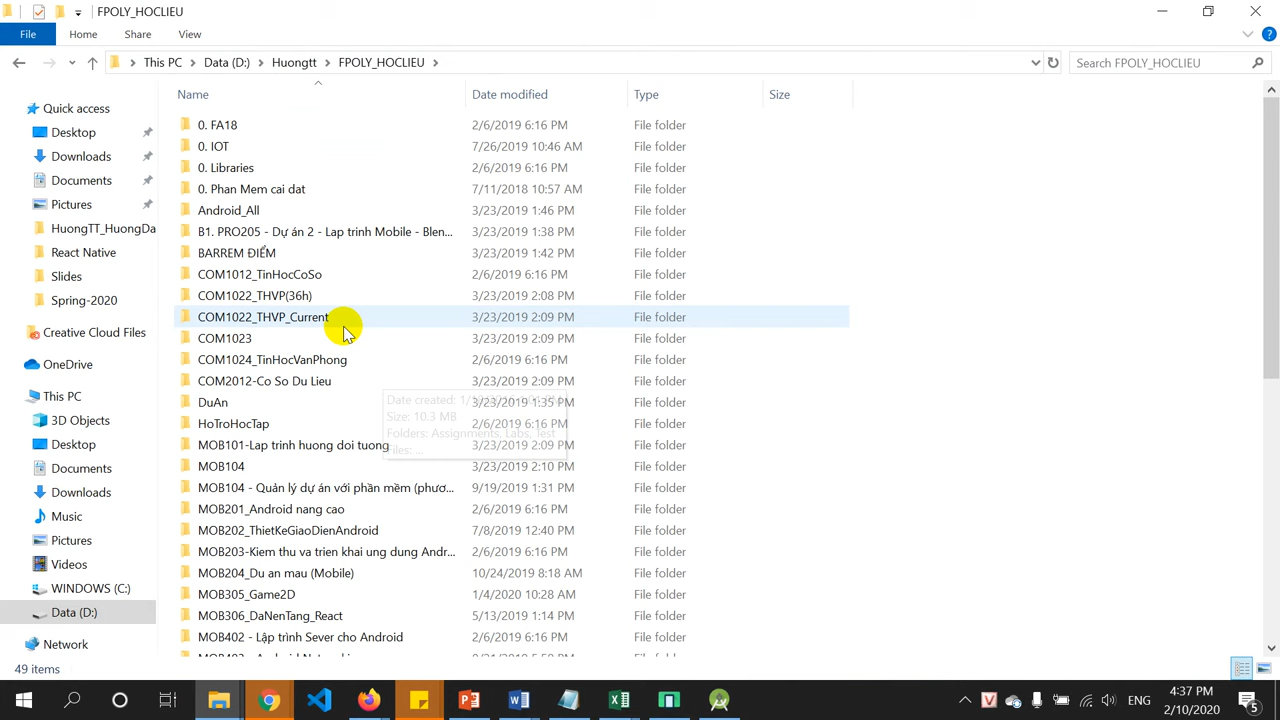 FPOLY_HOCLIEU
File Home Share View
This PC Data (D:) Huongtt FPOLY_HOCLIEU
Search FPOLY_HOCLIEU
Name Date modified Type Size
Quick access
Desktop
Downloads
Documents
Pictures
HuongTT_HuongDa
React Native
Slides
Spring-2020
Creative Cloud Files
OneDrive
This PC
3D Objects
Desktop
Documents
Downloads
Music
Pictures
Videos
WINDOWS (C:)
Data (D:)
Network
0. FA18 2/6/2019 6:16 PM File folder
0. IOT 7/26/2019 10:46 AM File folder
0. Libraries 2/6/2019 6:16 PM File folder
0. Phan Mem cai dat 7/11/2018 10:57 AM File folder
Android_All 3/23/2019 1:46 PM File folder
B1. PRO205 - Dự án 2 - Lap trinh Mobile - Blen... 3/23/2019 1:38 PM File folder
BARREM ĐIỂM 3/23/2019 1:42 PM File folder
COM1012_TinHocCoSo 2/6/2019 6:16 PM File folder
COM1022_THVP(36h) 3/23/2019 2:08 PM File folder
COM1022_THVP_Current 3/23/2019 2:09 PM File folder
COM1023 3/23/2019 2:09 PM File folder
COM1024_TinHocVanPhong 2/6/2019 6:16 PM File folder
COM2012-Co So Du Lieu 3/23/2019 2:09 PM File folder
DuAn 3/23/2019 1:35 PM File folder
HoTroHocTap 2/6/2019 6:16 PM File folder
MOB101-Lap trinh huong doi tuong 3/23/2019 2:09 PM File folder
MOB104 3/23/2019 2:10 PM File folder
MOB104 - Quản lý dự án với phần mềm (phươ... 9/19/2019 1:31 PM File folder
MOB201_Android nang cao 2/6/2019 6:16 PM File folder
MOB202_ThietKeGiaoDienAndroid 7/8/2019 12:40 PM File folder
MOB203-Kiem thu va trien khai ung dung Andr... 2/6/2019 6:16 PM File folder
MOB204_Du an mau (Mobile) 10/24/2019 8:18 AM File folder
MOB305_Game2D 1/4/2020 10:28 AM File folder
MOB306_DaNenTang_React 5/13/2019 1:14 PM File folder
MOB402 - Lập trình Sever cho Android 2/6/2019 6:16 PM File folder
Date created:
Size: 10.3 MB
Folders: Assignments, Labs, Test
Files: ...
49 items
ENG
4:37 PM
2/10/2020
5